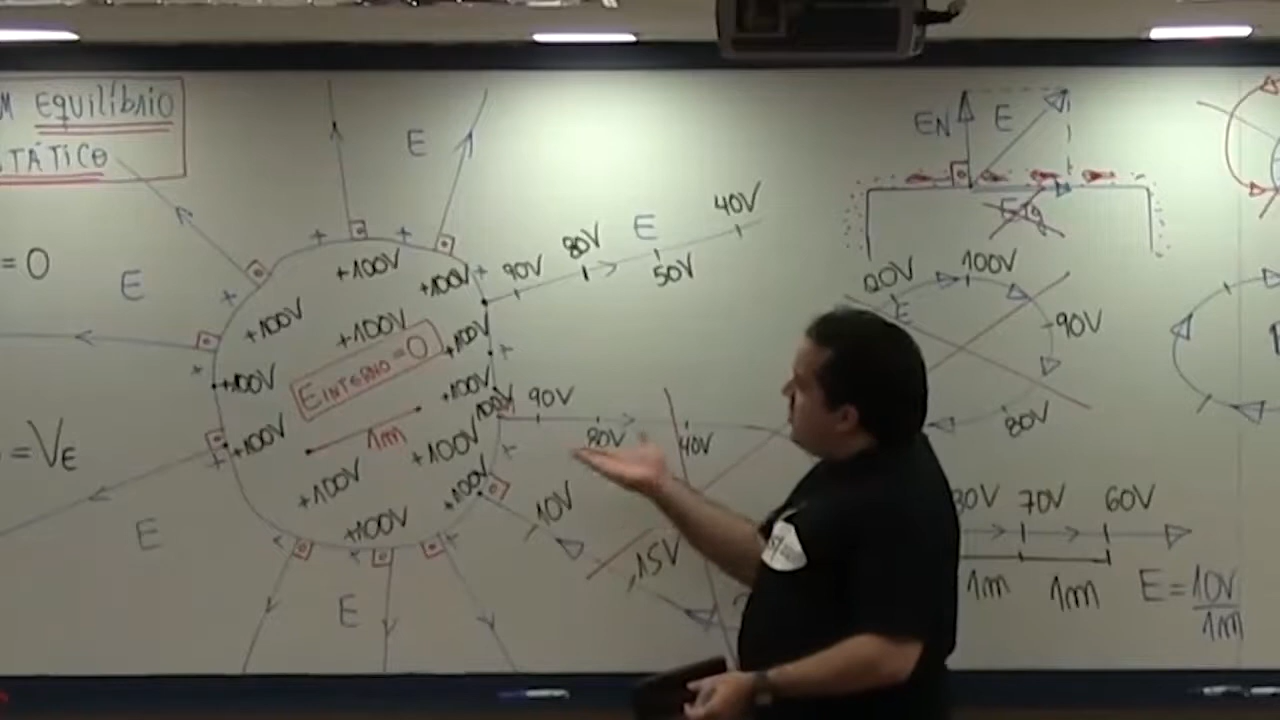 M EQUILÍBRIO
TÁTICO
= 0
= VE
E
E
E
E
+ + + + + + +
+100V
+100V
+100V
+100V
+100V
+100V
+100V
+100V
+100V
+100V
+100V
+100V
100V
EINTERNO = 0
1m
90V
80V
E
50V
40V
90V
80V
40V
10V
15V
EN
E
ETg
100V
90V
80V
E
80V
70V
60V
1m
1m
E = 10V
1m